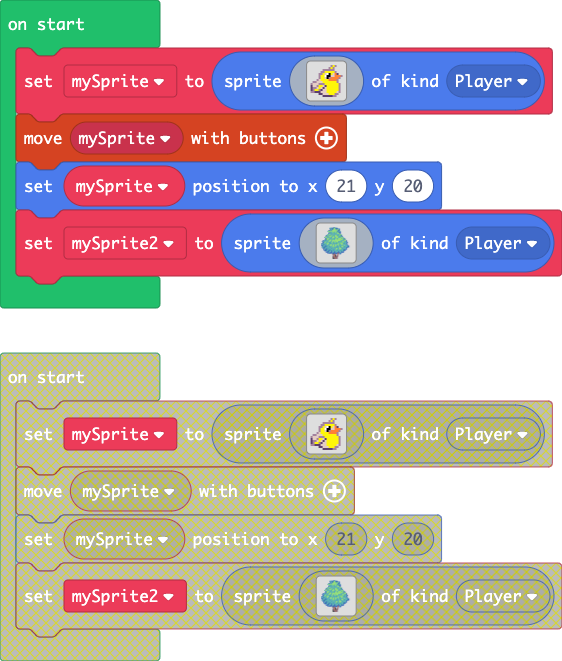 on start
set mySprite to sprite of kind Player
move mySprite with buttons
set mySprite position to x 21 y 20
set mySprite2 to sprite of kind Player
on start
set mySprite to sprite of kind Player
move mySprite with buttons
set mySprite position to x 21 y 20
set mySprite2 to sprite of kind Player